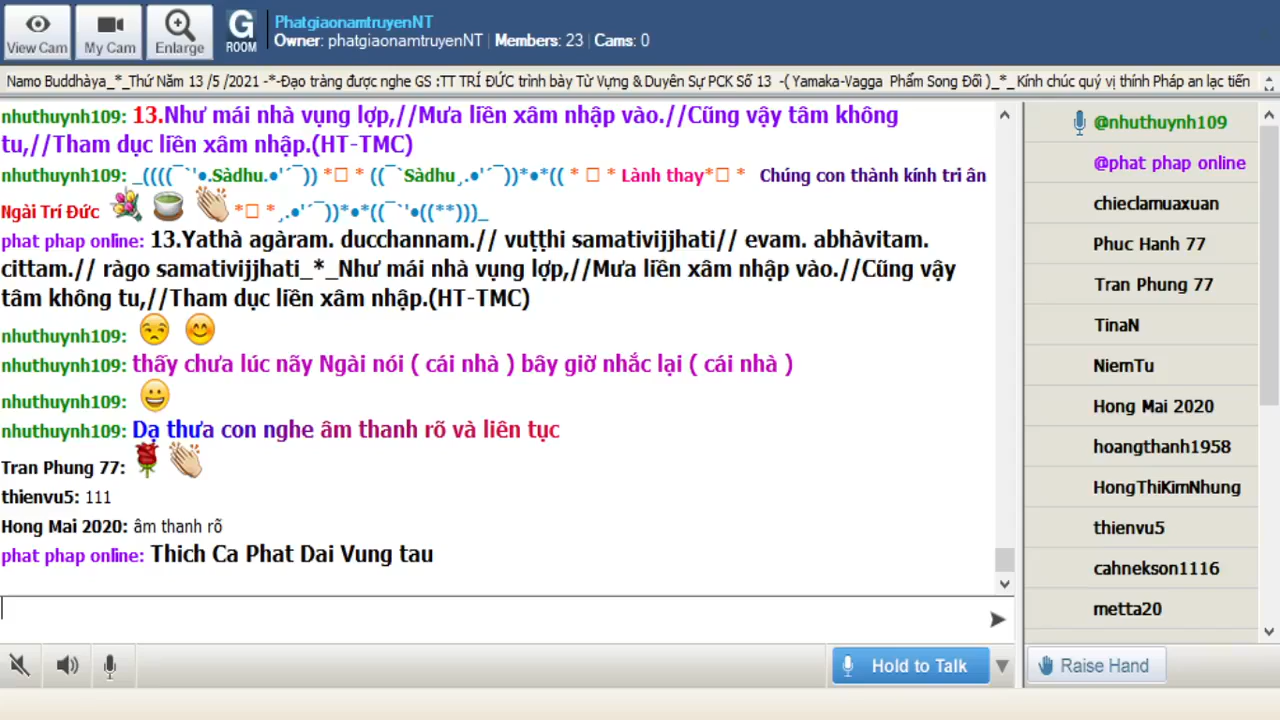 View Cam
My Cam
Enlarge
G
ROOM
PhatgiaonamtruyenNT
Owner: phatgiaonamtruyenNT | Members: 23 | Cams: 0
Namo Buddhàya_*_Thứ Năm 13 /5 /2021 -*-Đạo tràng được nghe GS :TT TRÍ ĐỨC trình bày Từ Vựng & Duyên Sự PCK Số 13 -( Yamaka-Vagga Phẩm Song Đối )_*_ Kính chúc quý vị thính Pháp an lạc tiến
nhuthuynh109: 13.Như mái nhà vụng lợp,//Mưa liền xâm nhập vào.//Cũng vậy tâm không
tu,//Tham dục liền xâm nhập.(HT-TMC)
nhuthuynh109: _((((¯`'•.Sàdhu.•'´¯)) *□ * ((¯`Sàdhu¸.•'´¯))*•*(( * □ * Lành thay*□ * Chúng con thành kính tri ân
Ngài Trí Đức *□ *¸.•'´¯))*•*((¯`'•((**)))_
phat phap online: 13.Yathà agàram. ducchannam.// vuṭṭhi samativijjhati// evam. abhàvitam.
cittam.// ràgo samativijjhati_*_Như mái nhà vụng lợp,//Mưa liền xâm nhập vào.//Cũng vậy
tâm không tu,//Tham dục liền xâm nhập.(HT-TMC)
nhuthuynh109:
nhuthuynh109: thấy chưa lúc nãy Ngài nói ( cái nhà ) bây giờ nhắc lại ( cái nhà )
nhuthuynh109:
nhuthuynh109: Dạ thưa con nghe âm thanh rõ và liên tục
Tran Phung 77:
thienvu5: 111
Hong Mai 2020: âm thanh rõ
phat phap online: Thich Ca Phat Dai Vung tau
@nhuthuynh109
@phat phap online
chieclamuaxuan
Phuc Hanh 77
Tran Phung 77
TinaN
NiemTu
Hong Mai 2020
hoangthanh1958
HongThiKimNhung
thienvu5
cahnekson1116
metta20
Hold to Talk
Raise Hand